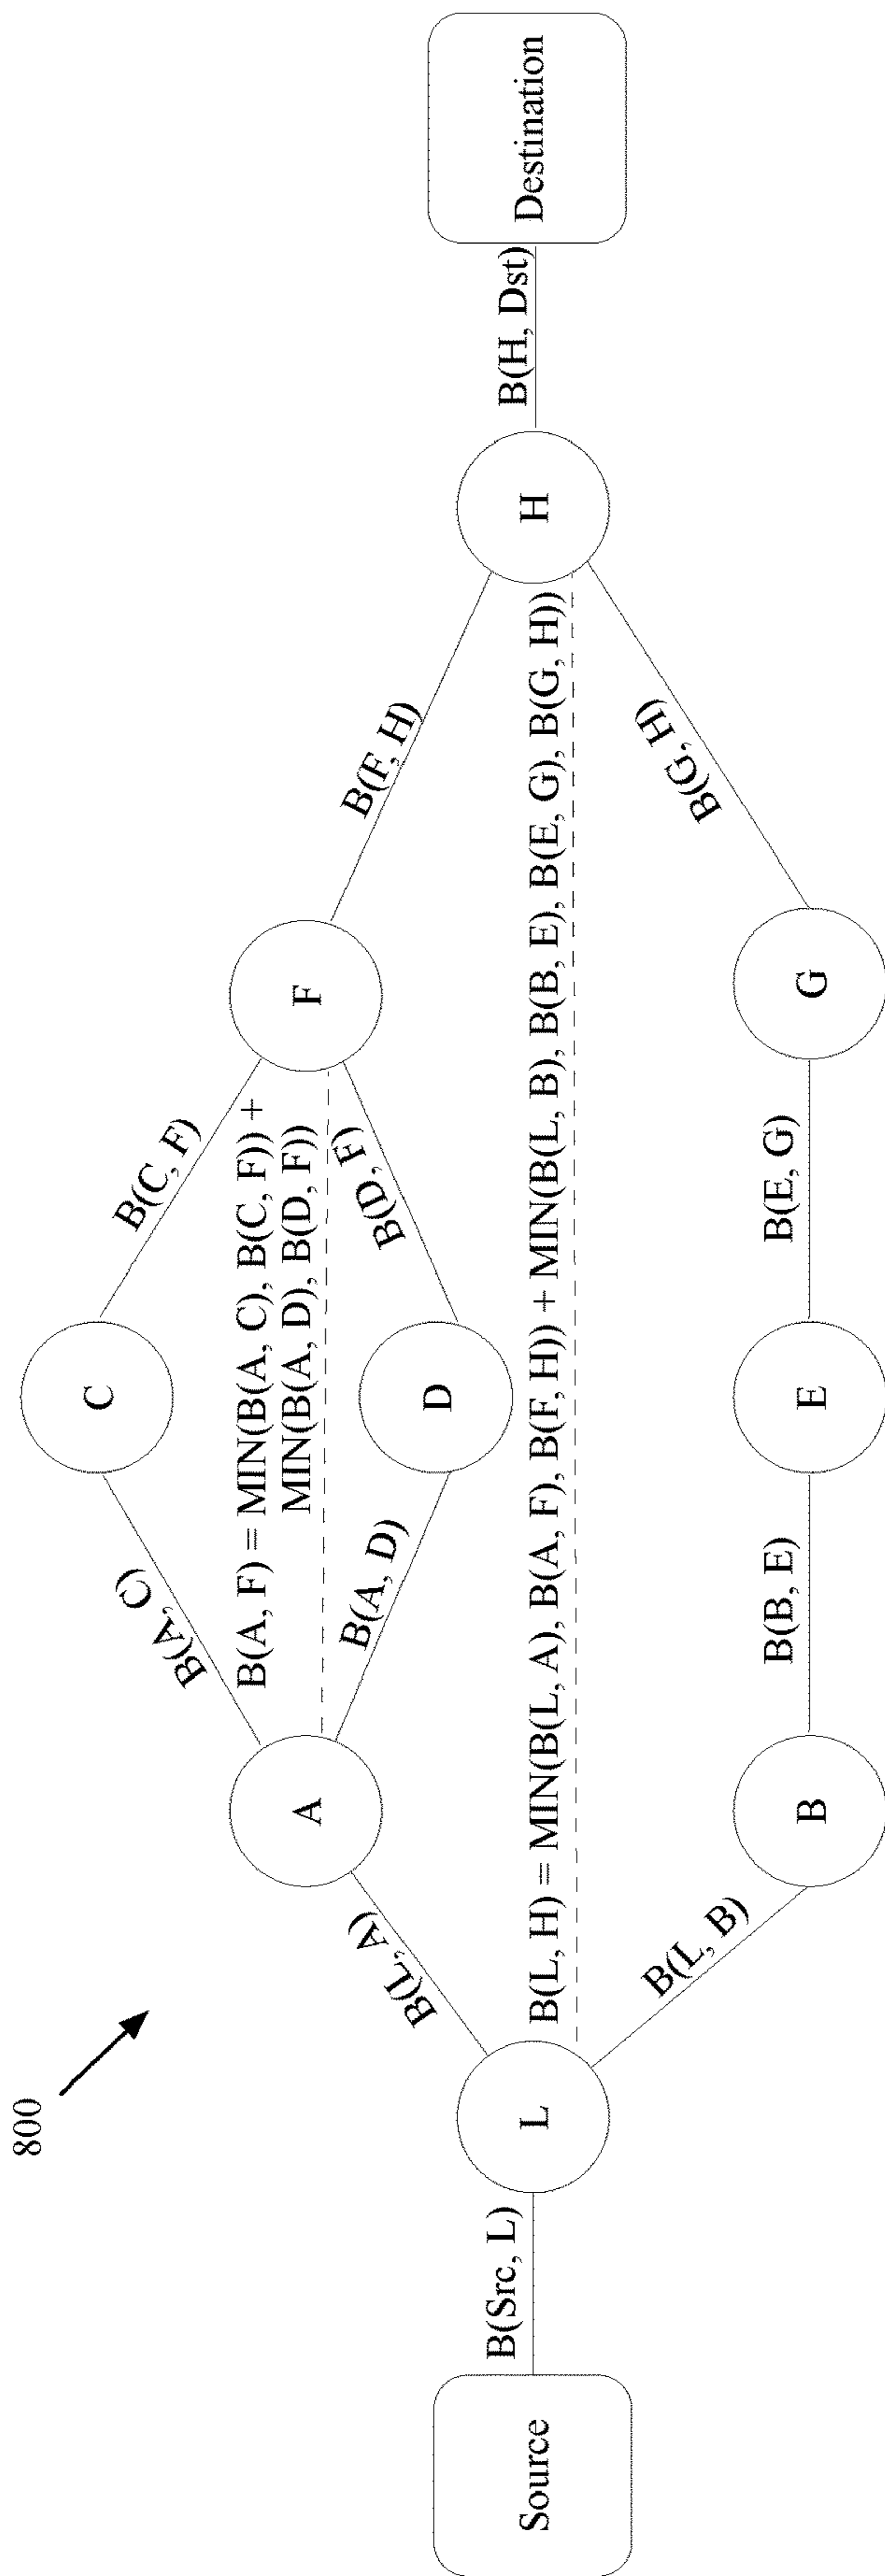 800
Source
B(Src, L)
L
B(L, A)
B(L, B)
A
B
B(A, C)
B(A, F) = MIN(B(A, C), B(C, F)) +
MIN(B(A, D), B(D, F))
B(A, D)
B(L, H) = MIN(B(L, A), B(A, F), B(F, H)) + MIN(B(L, B), B(B, E), B(E, G), B(G, H))
B(B, E)
C
D
E
B(C, F)
B(D, F)
B(E, G)
F
G
B(F, H)
B(G, H)
H
B(H, Dst)
Destination